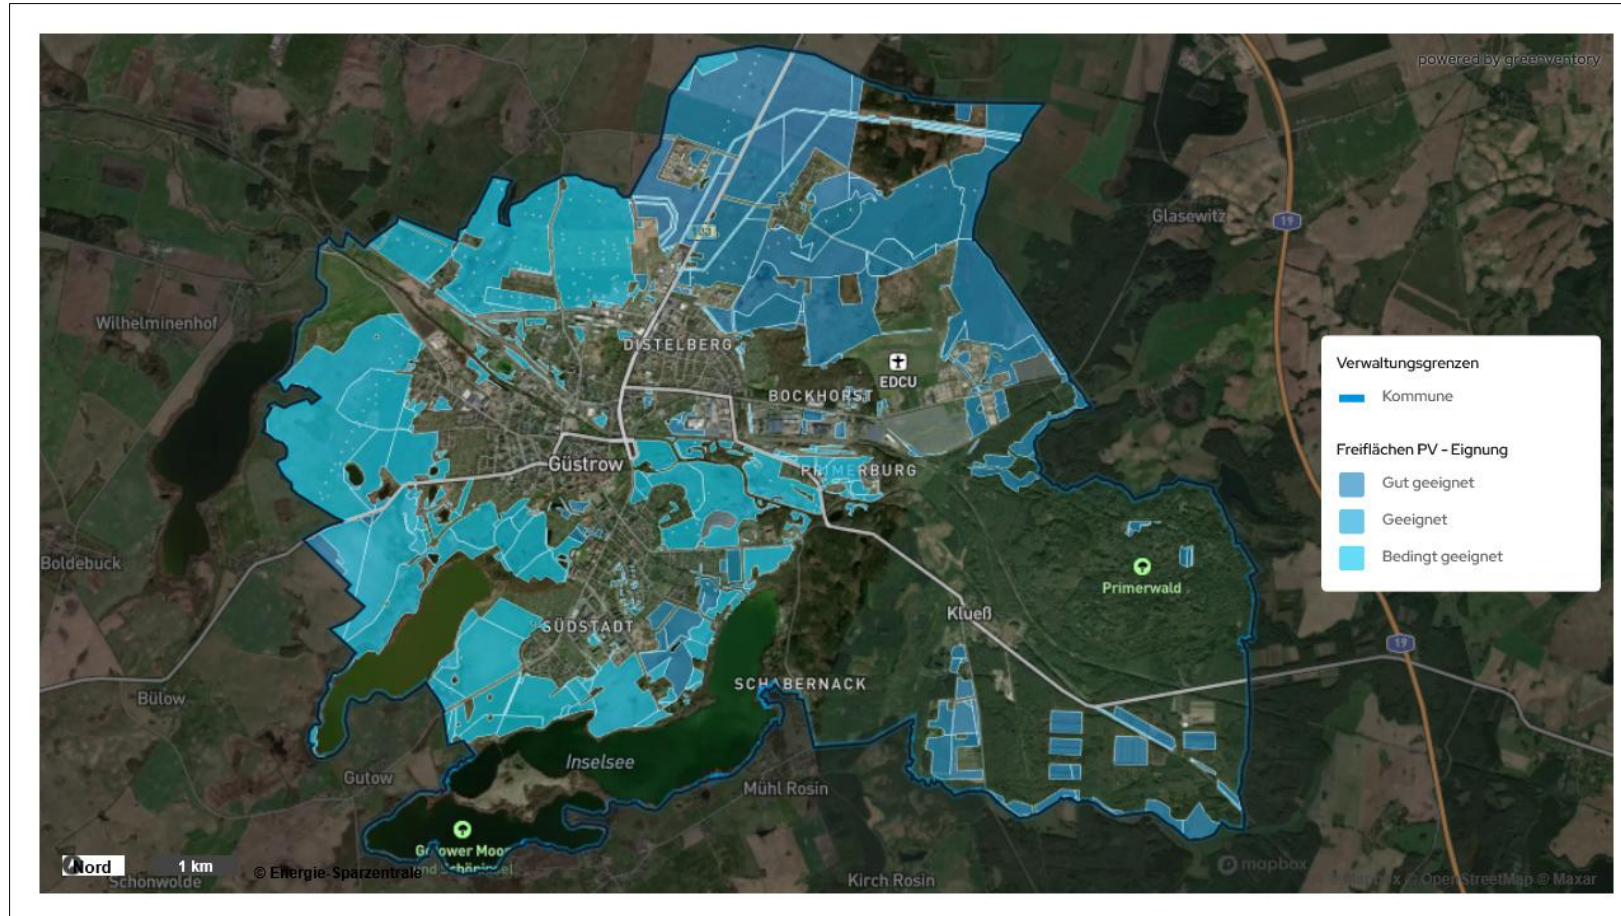 powered by greenventory
Glasewitz
19
Wilhelminenhof
DISTELBERG
EDCU
BOCKHORST
Güstrow
PRIMERBURG
Boldebuck
Primerwald
Klueß
SÜDSTADT
19
SCHABERNACK
Bülow
Inselsee
Gutow
Mühl Rosin
Verwaltungsgrenzen
Kommune
Freiflächen PV - Eignung
Gut geeignet
Geeignet
Bedingt geeignet
Nord
1 km
© Energie-Sparzentrale
Schönwolde
Kirch Rosin
mapbox
© OpenStreetMap © Maxar